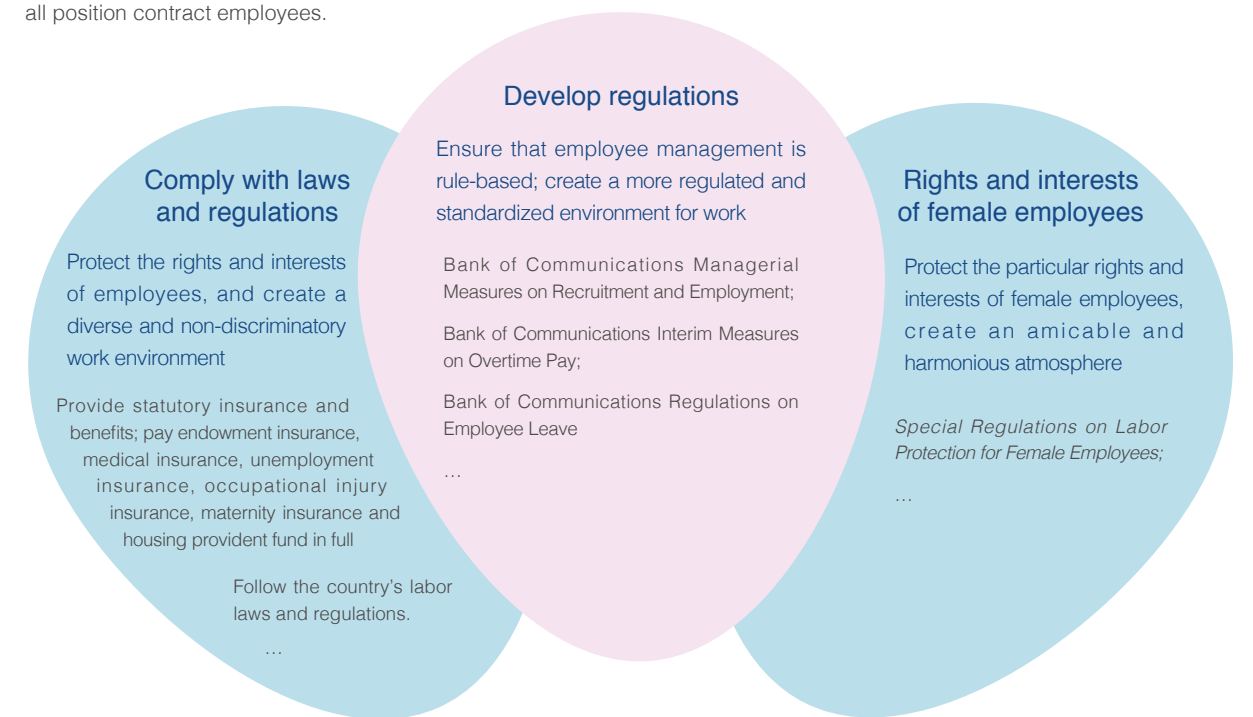 all position contract employees.
Comply with laws
and regulations
Protect the rights and interests
of employees, and create a
diverse and non-discriminatory
work environment
Provide statutory insurance and
benefits; pay endowment insurance,
medical insurance, unemployment
insurance, occupational injury
insurance, maternity insurance and
housing provident fund in full
Follow the country’s labor
laws and regulations.
…
Develop regulations
Ensure that employee management is
rule-based; create a more regulated and
standardized environment for work
Bank of Communications Managerial
Measures on Recruitment and Employment;
Bank of Communications Interim Measures
on Overtime Pay;
Bank of Communications Regulations on
Employee Leave
…
Rights and interests
of female employees
Protect the particular rights and
interests of female employees,
create an amicable and
harmonious atmosphere
Special Regulations on Labor
Protection for Female Employees;
…